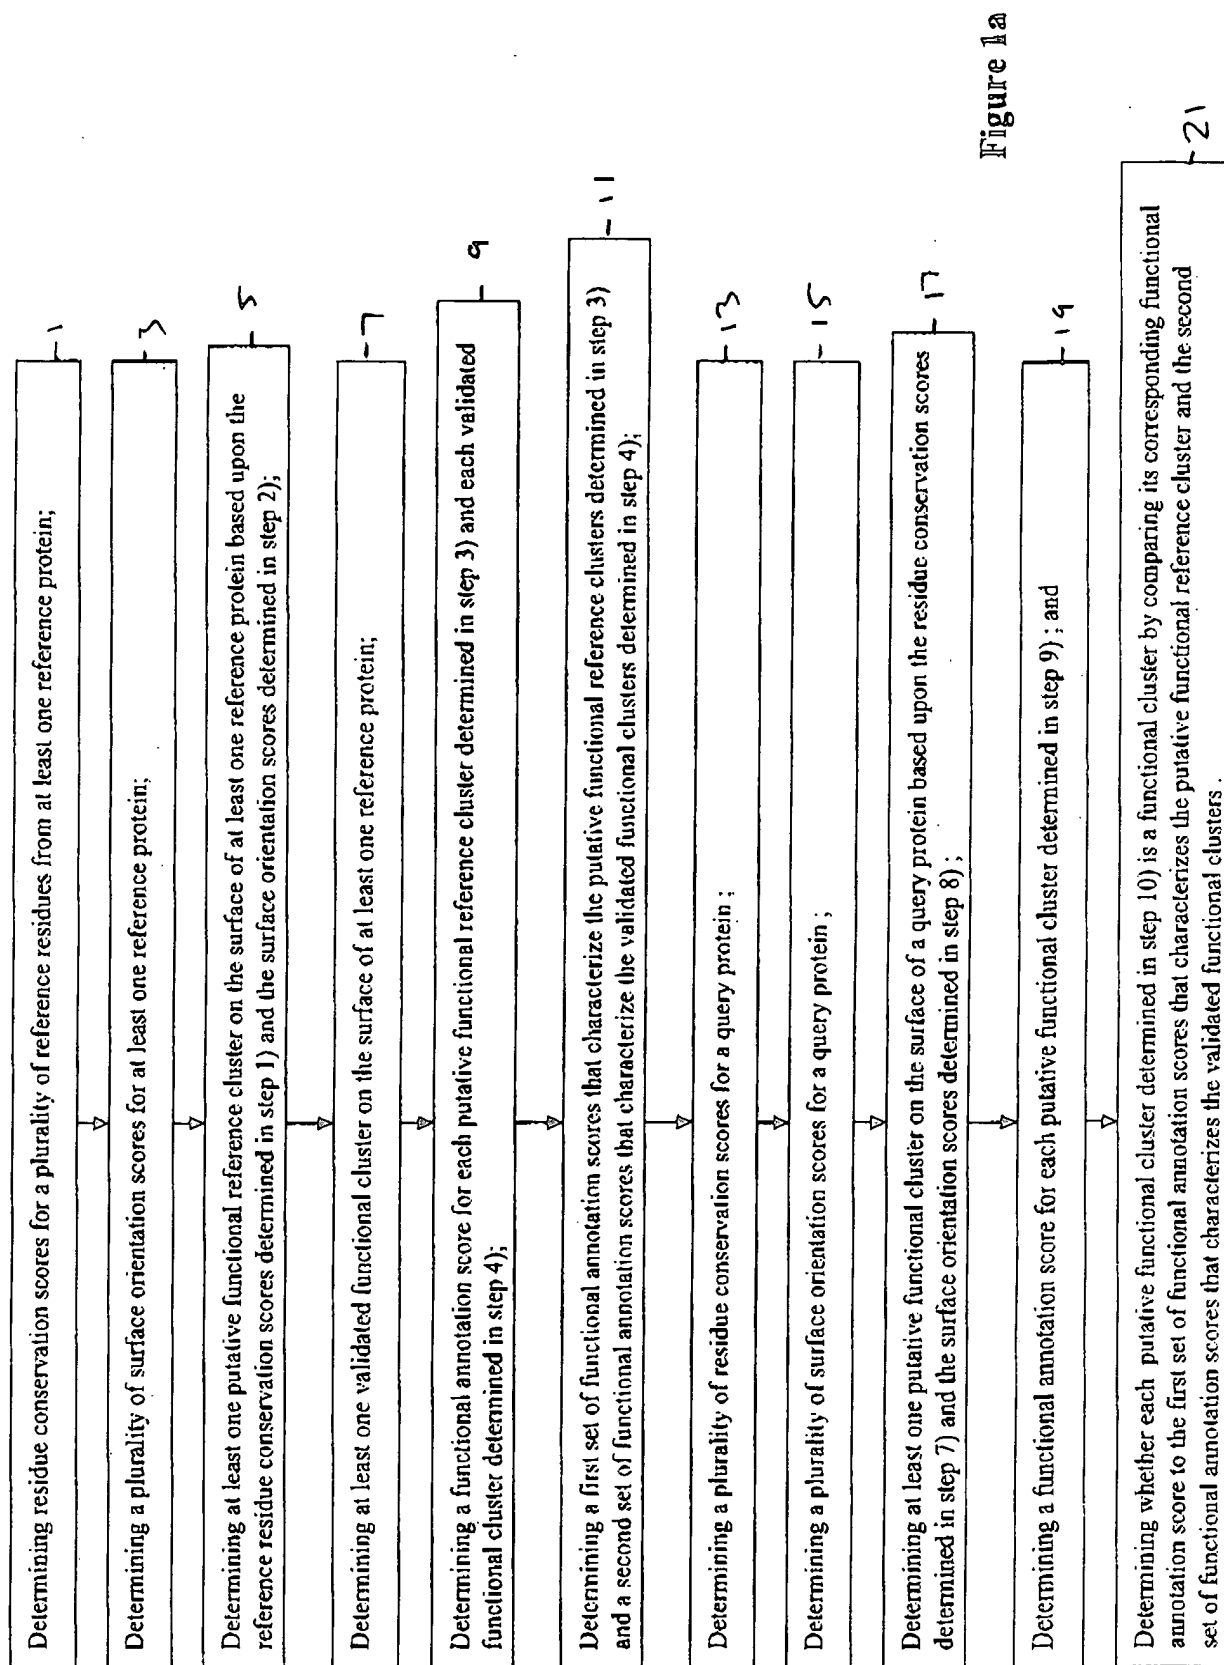 Determining residue conservation scores for a plurality of reference residues from at least one reference protein;
1
Determining a plurality of surface orientation scores for at least one reference protein;
3
Determining at least one putative functional reference cluster on the surface of at least one reference protein based upon the
reference residue conservation scores determined in step 1) and the surface orientation scores determined in step 2);
5
Determining at least one validated functional cluster on the surface of at least one reference protein;
7
Determining a functional annotation score for each putative functional reference cluster determined in step 3) and each validated
functional cluster determined in step 4);
9
Determining a first set of functional annotation scores that characterize the putative functional reference clusters determined in step 3)
and a second set of functional annotation scores that characterize the validated functional clusters determined in step 4);
11
Determining a plurality of residue conservation scores for a query protein ;
13
Determining a plurality of surface orientation scores for a query protein ;
15
Determining at least one putative functional cluster on the surface of a query protein based upon the residue conservation scores
determined in step 7) and the surface orientation scores determined in step 8) ;
17
Determining a functional annotation score for each putative functional cluster determined in step 9) ; and
19
Determining whether each putative functional cluster determined in step 10) is a functional cluster by comparing its corresponding functional
annotation score to the first set of functional annotation scores that characterizes the putative functional reference cluster and the second
set of functional annotation scores that characterizes the validated functional clusters .
21
Figure 1a